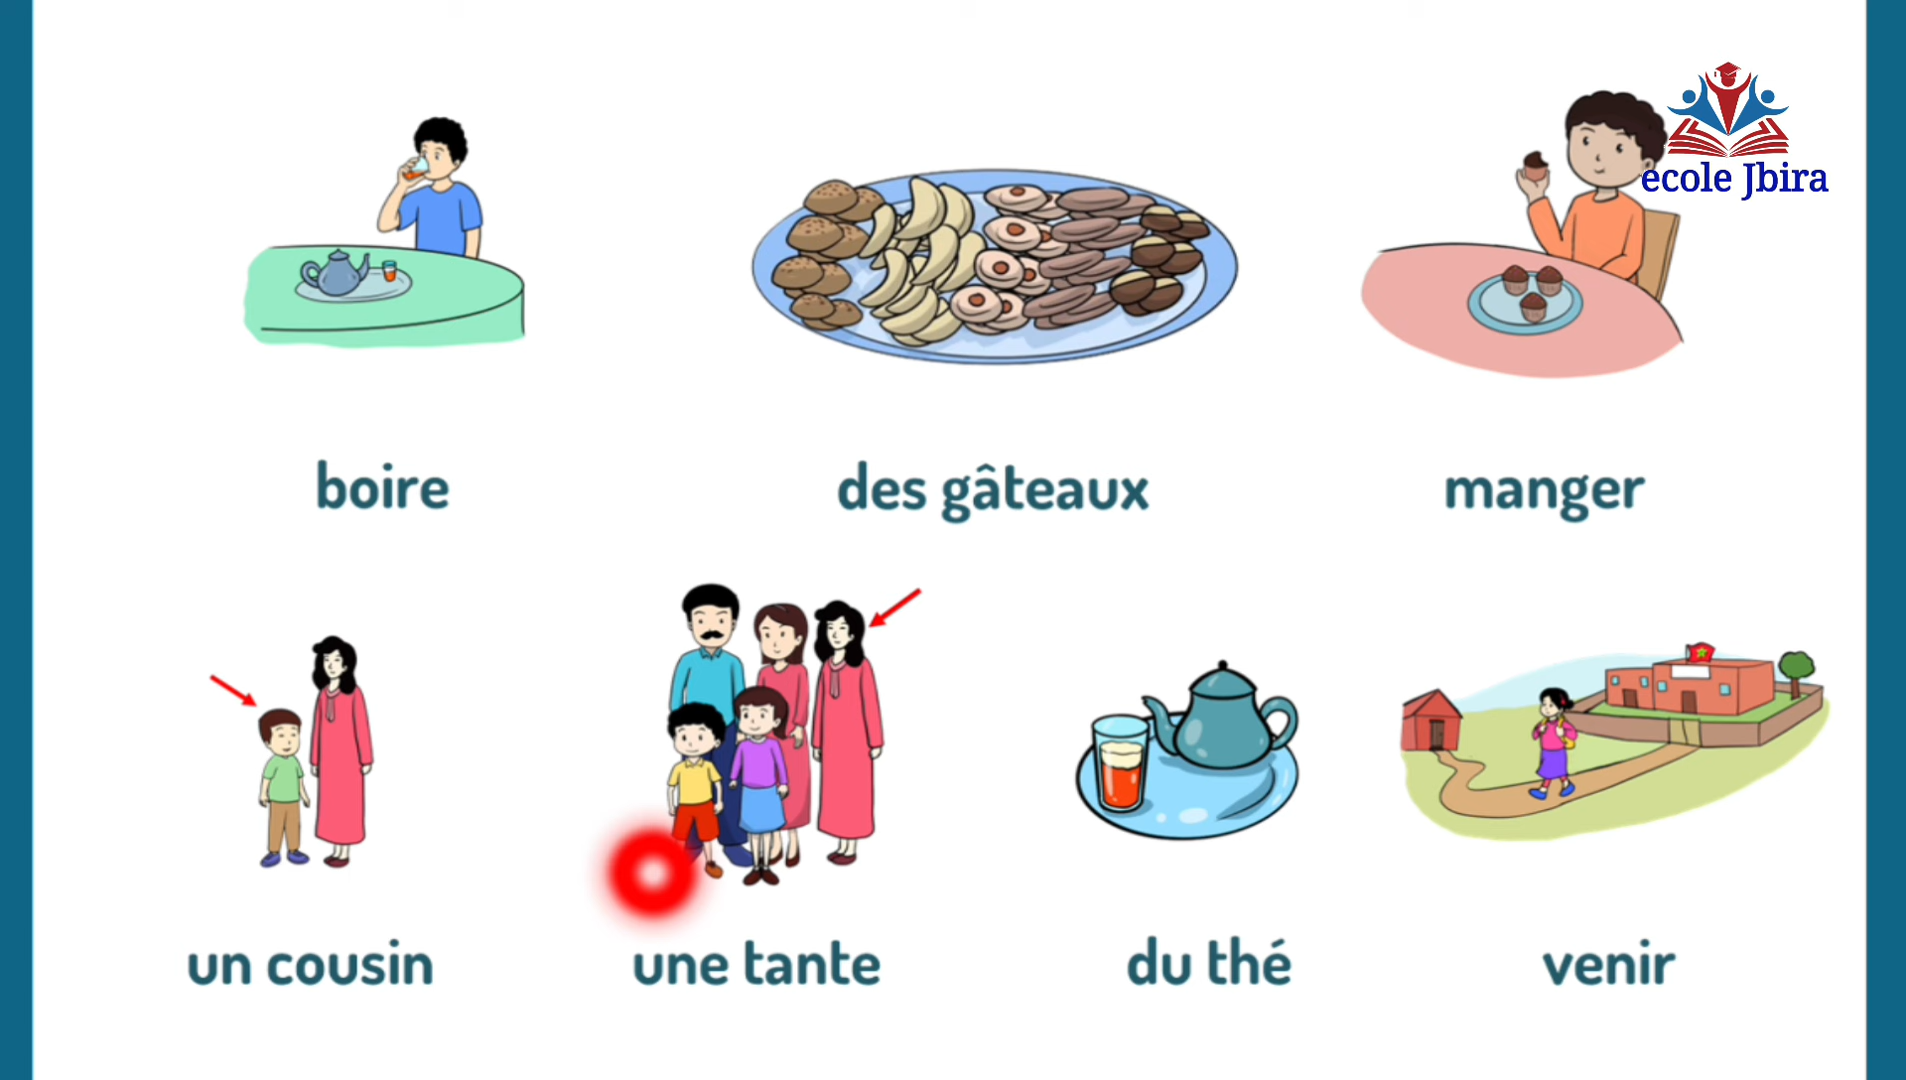 ecole Jbira
boire
des gâteaux
manger
un cousin
une tante
du thé
venir